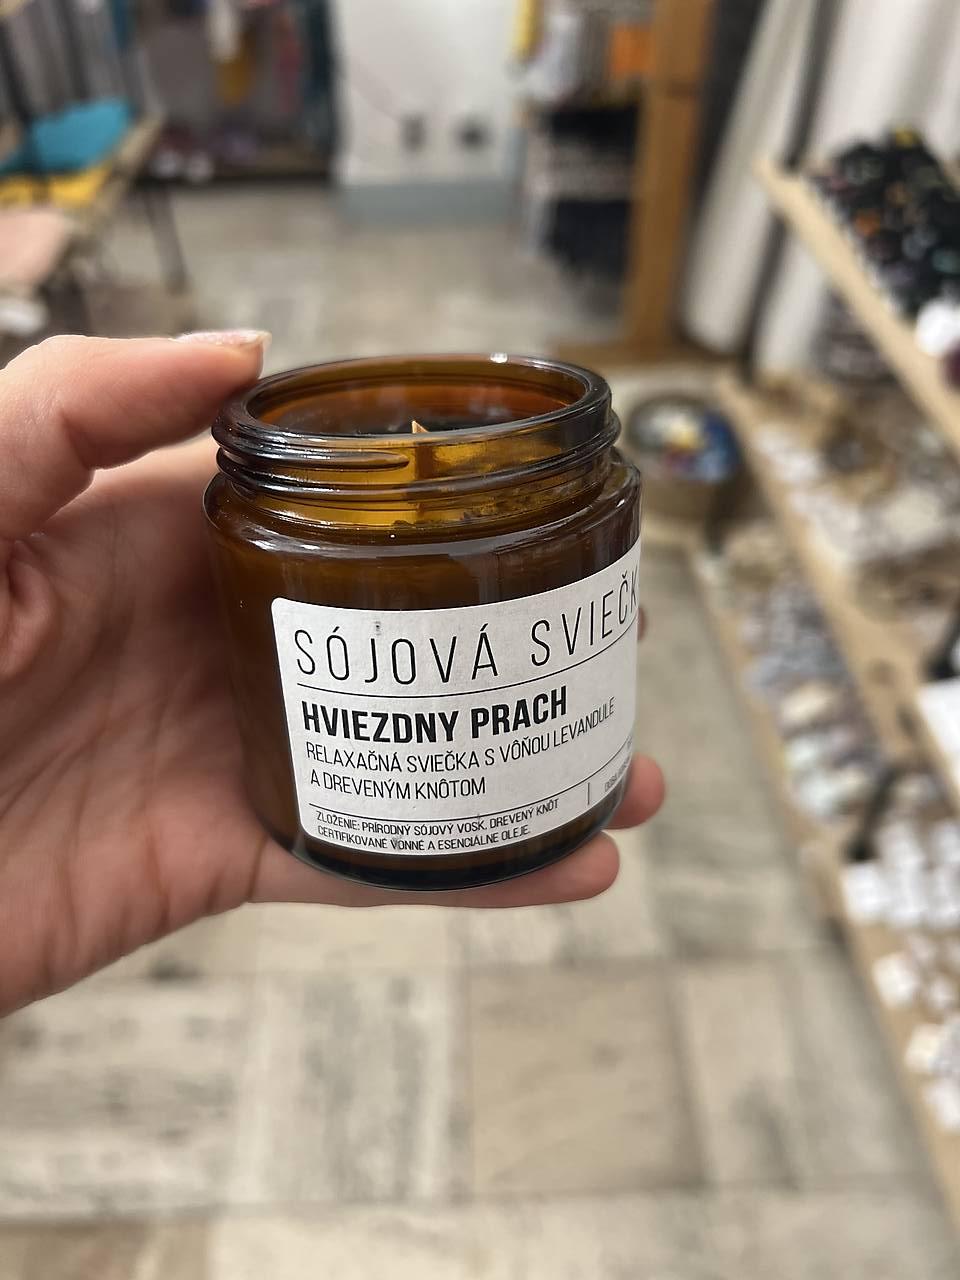 SÓJOVÁ SVIEČK
HVIEZDNY PRACH
RELAXAČNÁ SVIEČKA S VÔŇOU LEVANDULE
A DREVENÝM KNÔTOM
ZLOŽENIE: PRÍRODNÝ SÓJOVÝ VOSK, DREVENÝ KNÔT
CERTIFIKOVANÉ VONNÉ A ESENCIÁLNE OLEJE.